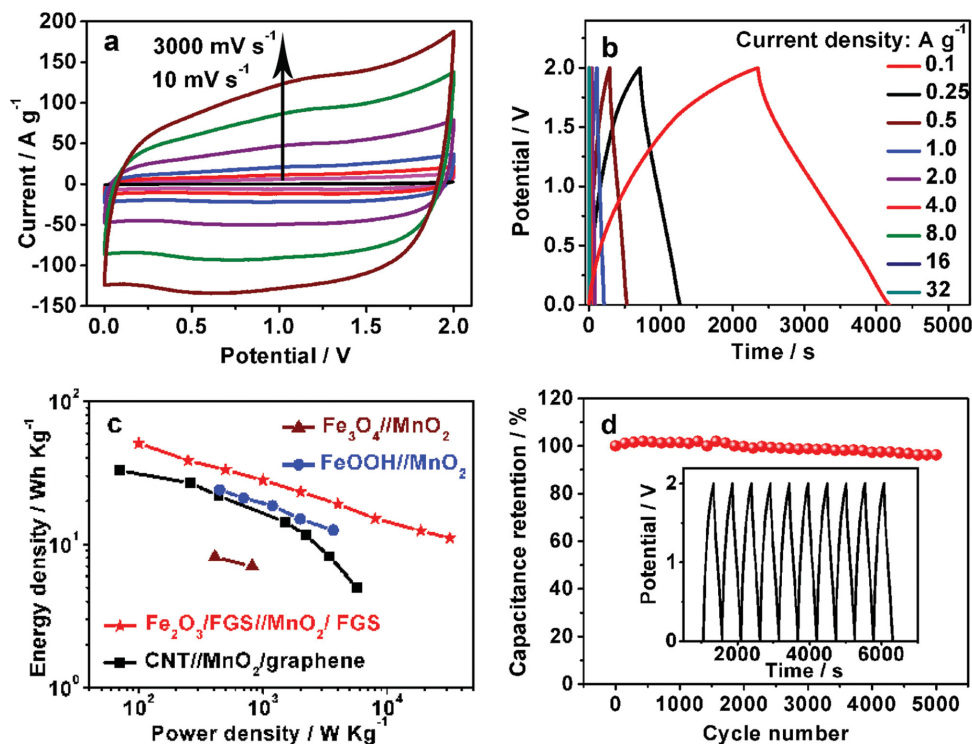 a
3000 mV s⁻¹
10 mV s⁻¹
200
150
100
50
0
-50
-100
-150
Current / A g⁻¹
0.0 0.5 1.0 1.5 2.0
Potential / V
b
Current density: A g⁻¹
0.1
0.25
0.5
1.0
2.0
4.0
8.0
16
32
2.0
1.5
1.0
0.5
0.0
Potential / V
0 1000 2000 3000 4000 5000
Time / s
c
Fe₃O₄//MnO₂
FeOOH//MnO₂
Fe₂O₃/FGS//MnO₂/ FGS
CNT//MnO₂/graphene
10²
10¹
10⁰
Energy density / Wh Kg⁻¹
10² 10³ 10⁴
Power density / W Kg⁻¹
d
120
100
80
60
40
20
0
Capacitance retention / %
2
1
0
Potential / V
2000 4000 6000
Time / s
0 1000 2000 3000 4000 5000
Cycle number